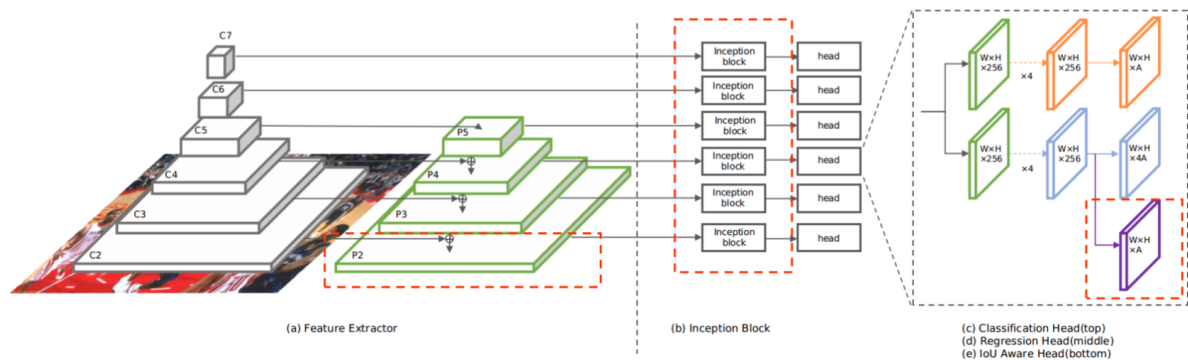 C7
C6
C5
C4
C3
C2
P5
P4
P3
P2
Inception
block
head
Inception
block
head
Inception
block
head
Inception
block
head
Inception
block
head
Inception
block
head
W×H
×256
×4
W×H
×256
W×H
×A
W×H
×256
×4
W×H
×256
W×H
×4A
W×H
×A
(a) Feature Extractor
(b) Inception Block
(c) Classification Head(top)
(d) Regression Head(middle)
(e) IoU Aware Head(bottom)